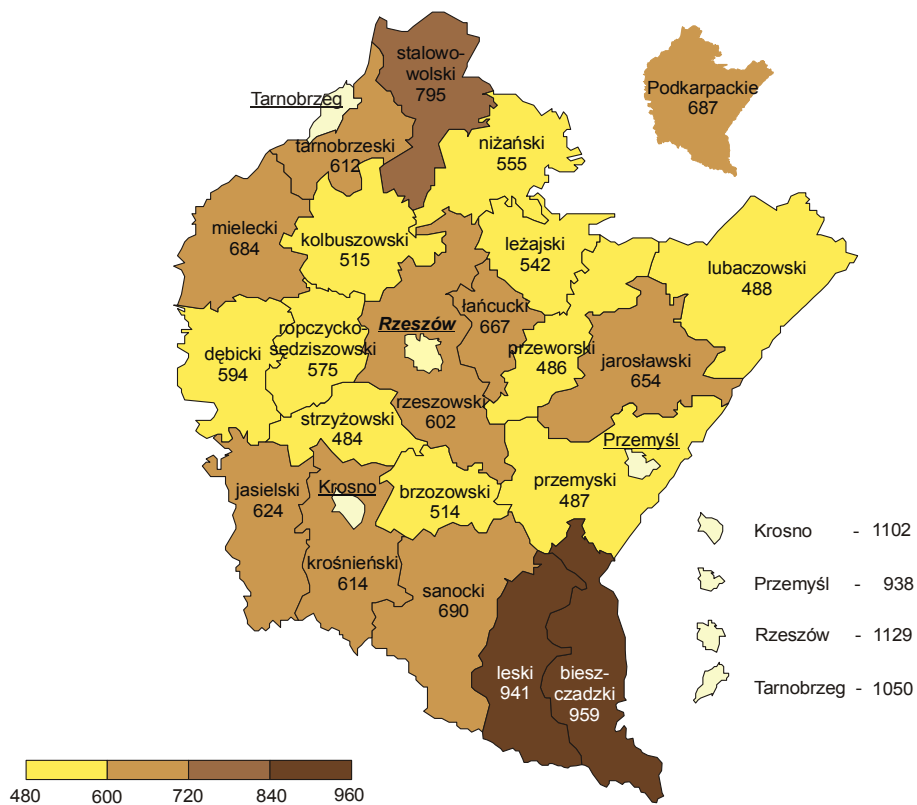 stalowo-
wolski
795
Tarnobrzeg
Podkarpackie
687
tarnobrzeski
612
niżański
555
mielecki
684
kolbuszowski
515
leżajski
542
lubaczowski
488
łańcucki
667
Rzeszów
ropczycko
sędziszowski
575
dębicki
594
przeworski
486
jarosławski
654
rzeszowski
602
strzyżowski
484
Przemyśl
jasielski
624
Krosno
brzozowski
514
przemyski
487
krośnieński
614
sanocki
690
leski
941
biesz-
czadzki
959
Krosno - 1102
Przemyśl - 938
Rzeszów - 1129
Tarnobrzeg - 1050
480 600 720 840 960